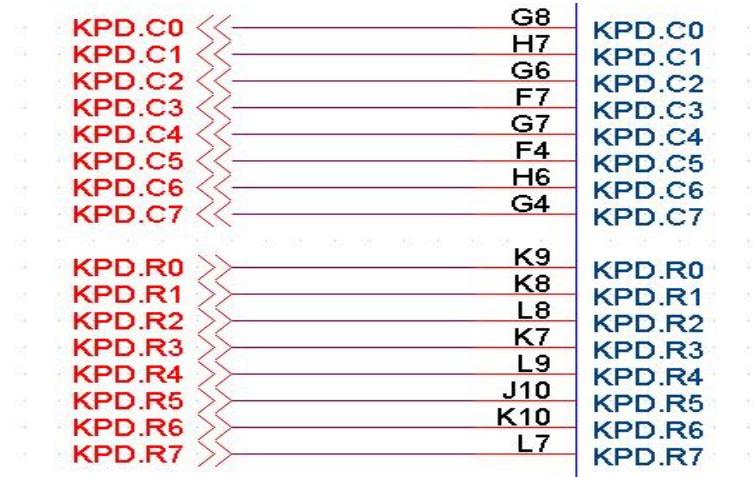 KPD.C0 G8 KPD.C0
KPD.C1 H7 KPD.C1
KPD.C2 G6 KPD.C2
KPD.C3 F7 KPD.C3
KPD.C4 G7 KPD.C4
KPD.C5 F4 KPD.C5
KPD.C6 H6 KPD.C6
KPD.C7 G4 KPD.C7
KPD.R0 K9 KPD.R0
KPD.R1 K8 KPD.R1
KPD.R2 L8 KPD.R2
KPD.R3 K7 KPD.R3
KPD.R4 L9 KPD.R4
KPD.R5 J10 KPD.R5
KPD.R6 K10 KPD.R6
KPD.R7 L7 KPD.R7